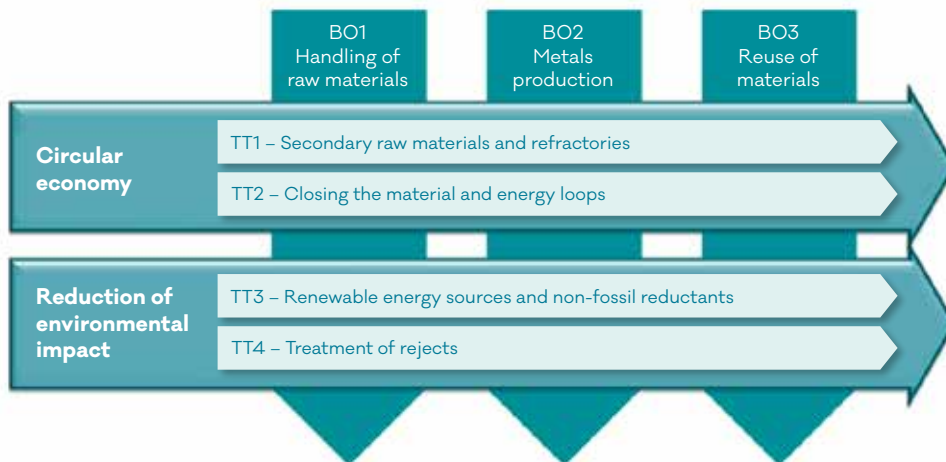 BO1
Handling of
raw materials
BO2
Metals
production
BO3
Reuse of
materials
Circular
economy
TT1 – Secondary raw materials and refractories
TT2 – Closing the material and energy loops
Reduction of
environmental
impact
TT3 – Renewable energy sources and non-fossil reductants
TT4 – Treatment of rejects